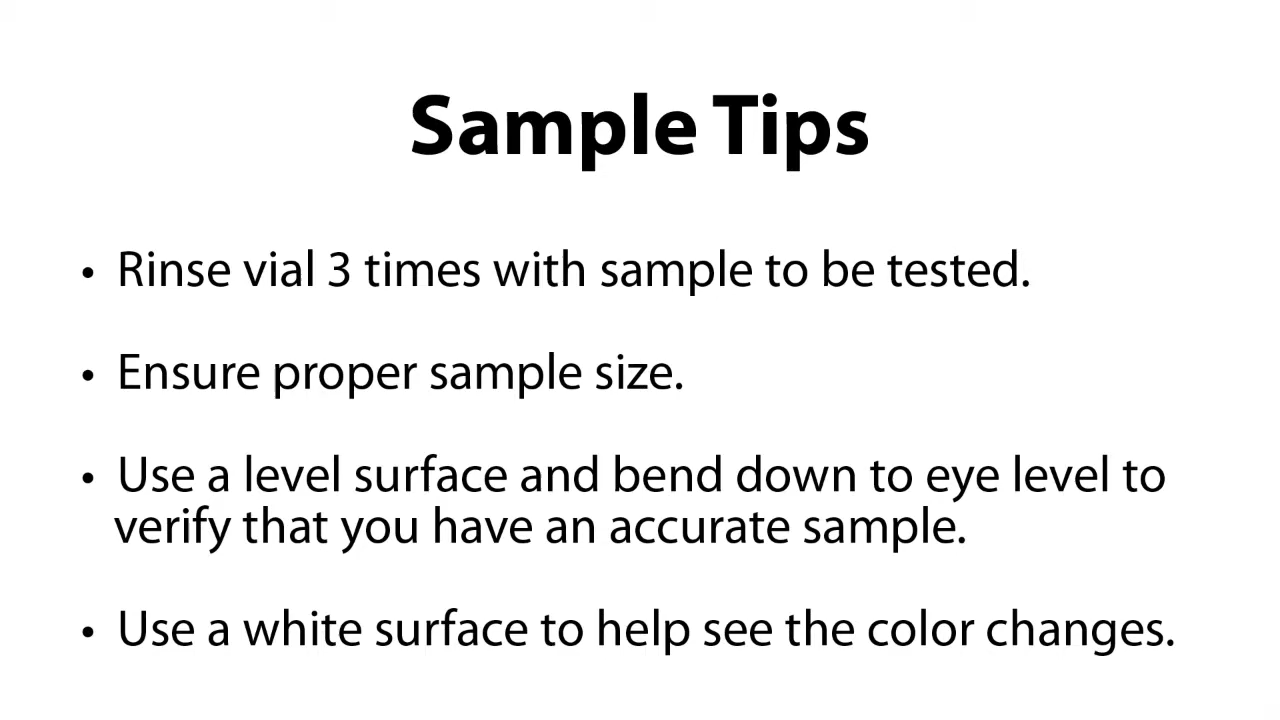 Sample Tips
• Rinse vial 3 times with sample to be tested.
• Ensure proper sample size.
• Use a level surface and bend down to eye level to
verify that you have an accurate sample.
• Use a white surface to help see the color changes.